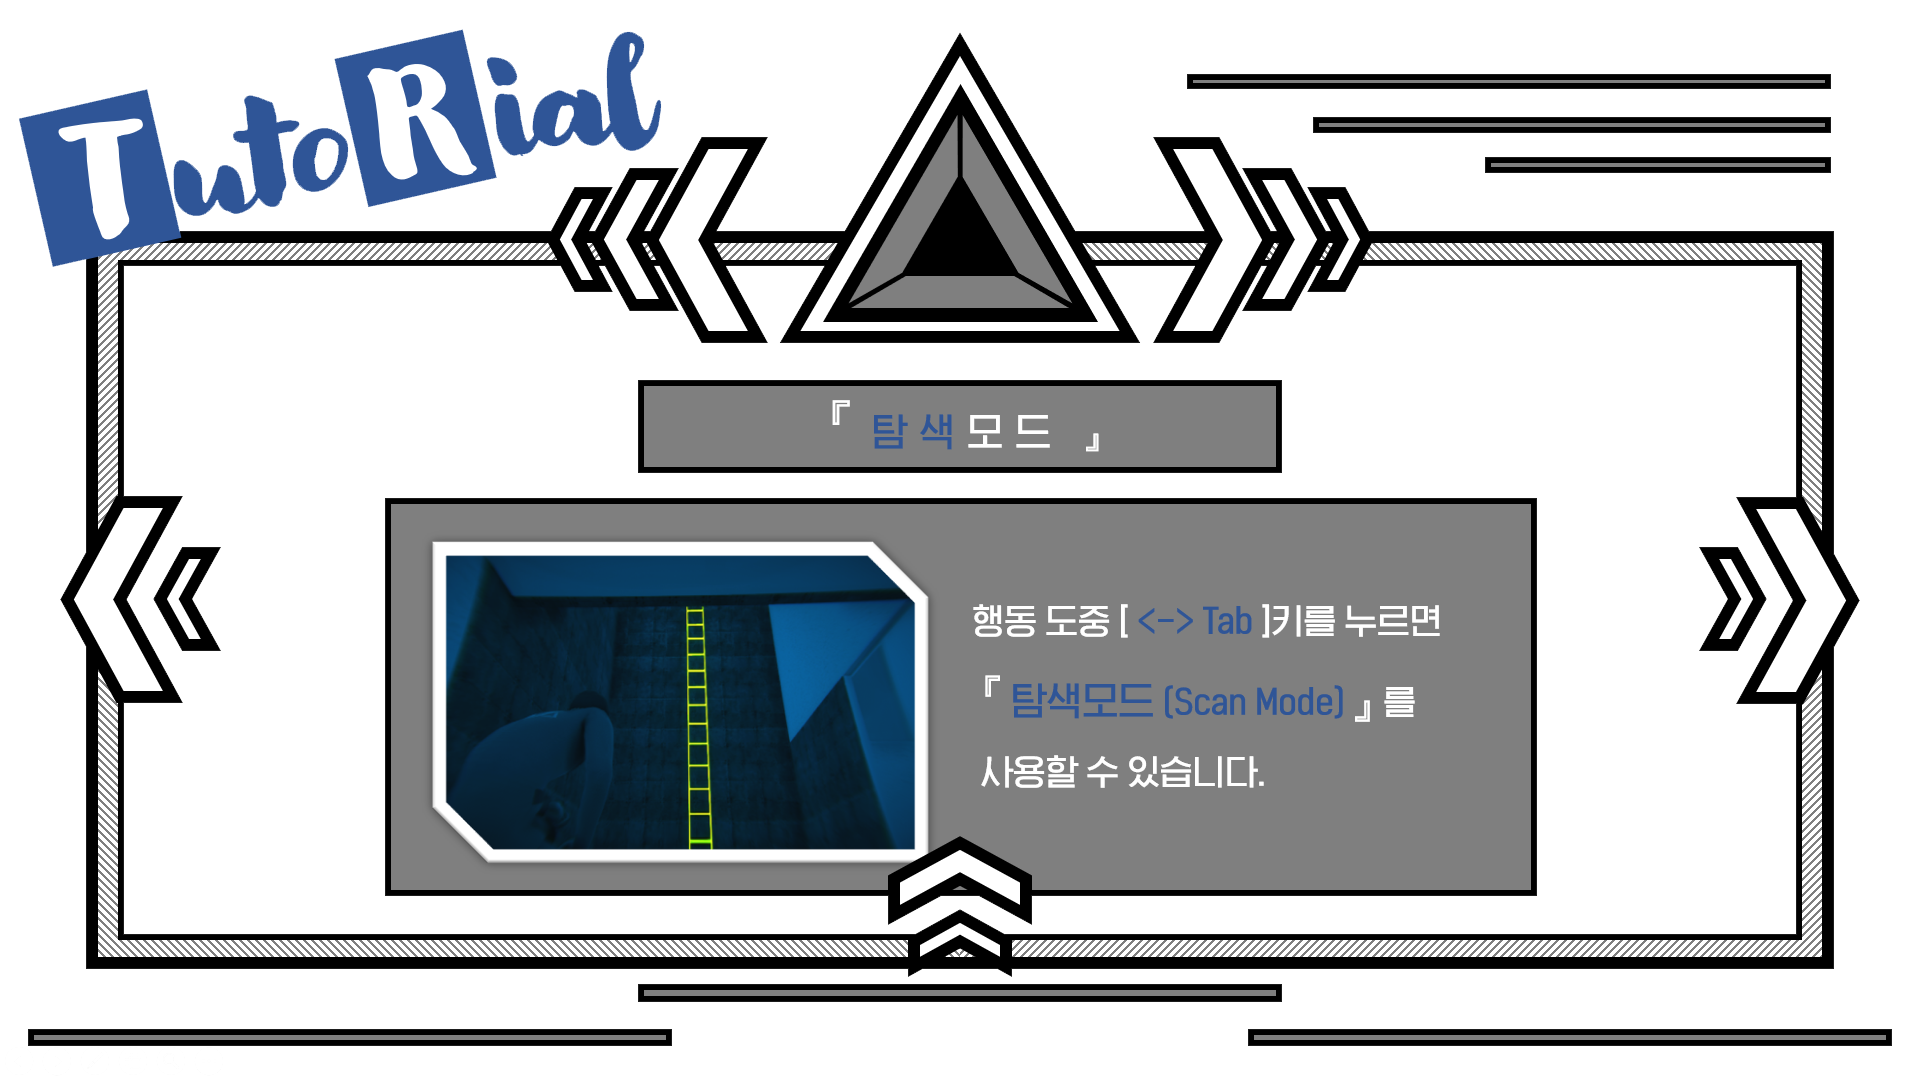 TutoRial
『 탐색모드 』
행동 도중 [ <-> Tab ]키를 누르면
『 탐색모드 (Scan Mode) 』를
사용할 수 있습니다.